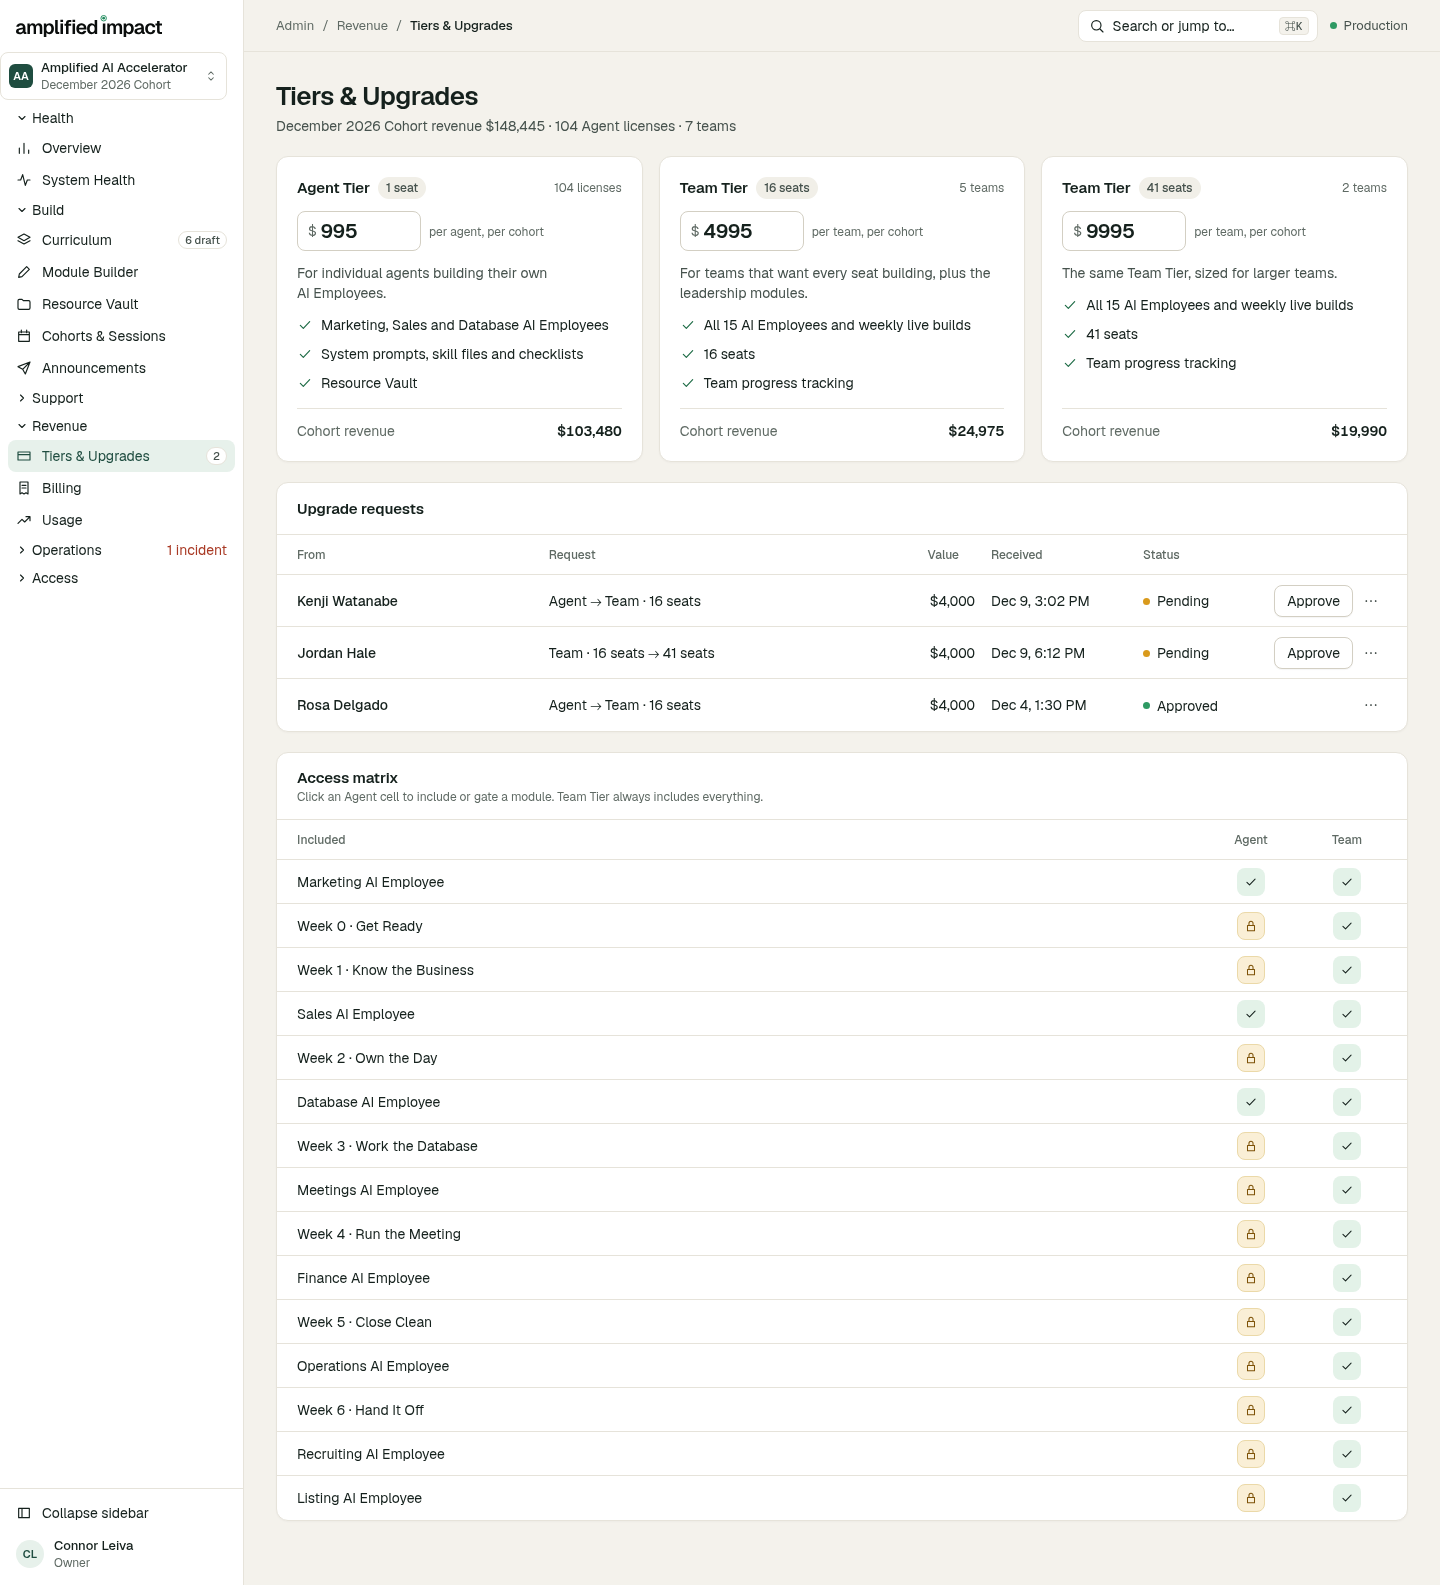 amplified impact
AA
Amplified AI Accelerator
December 2026 Cohort
Health
Overview
System Health
Build
Curriculum
6 draft
Module Builder
Resource Vault
Cohorts & Sessions
Announcements
Support
Revenue
Tiers & Upgrades
2
Billing
Usage
Operations
1 incident
Access
Collapse sidebar
CL
Connor Leiva
Owner
Admin / Revenue / Tiers & Upgrades
Search or jump to...
⌘K
Production
Tiers & Upgrades
December 2026 Cohort revenue $148,445 · 104 Agent licenses · 7 teams
Agent Tier
1 seat
104 licenses
$ 995
per agent, per cohort
For individual agents building their own
AI Employees.
Marketing, Sales and Database AI Employees
System prompts, skill files and checklists
Resource Vault
Cohort revenue
$103,480
Team Tier
16 seats
5 teams
$ 4995
per team, per cohort
For teams that want every seat building, plus the
leadership modules.
All 15 AI Employees and weekly live builds
16 seats
Team progress tracking
Cohort revenue
$24,975
Team Tier
41 seats
2 teams
$ 9995
per team, per cohort
The same Team Tier, sized for larger teams.
All 15 AI Employees and weekly live builds
41 seats
Team progress tracking
Cohort revenue
$19,990
Upgrade requests
From Request Value Received Status
Kenji Watanabe Agent → Team · 16 seats $4,000 Dec 9, 3:02 PM Pending Approve ···
Jordan Hale Team · 16 seats → 41 seats $4,000 Dec 9, 6:12 PM Pending Approve ···
Rosa Delgado Agent → Team · 16 seats $4,000 Dec 4, 1:30 PM Approved ···
Access matrix
Click an Agent cell to include or gate a module. Team Tier always includes everything.
Included Agent Team
Marketing AI Employee
Week 0 · Get Ready
Week 1 · Know the Business
Sales AI Employee
Week 2 · Own the Day
Database AI Employee
Week 3 · Work the Database
Meetings AI Employee
Week 4 · Run the Meeting
Finance AI Employee
Week 5 · Close Clean
Operations AI Employee
Week 6 · Hand It Off
Recruiting AI Employee
Listing AI Employee